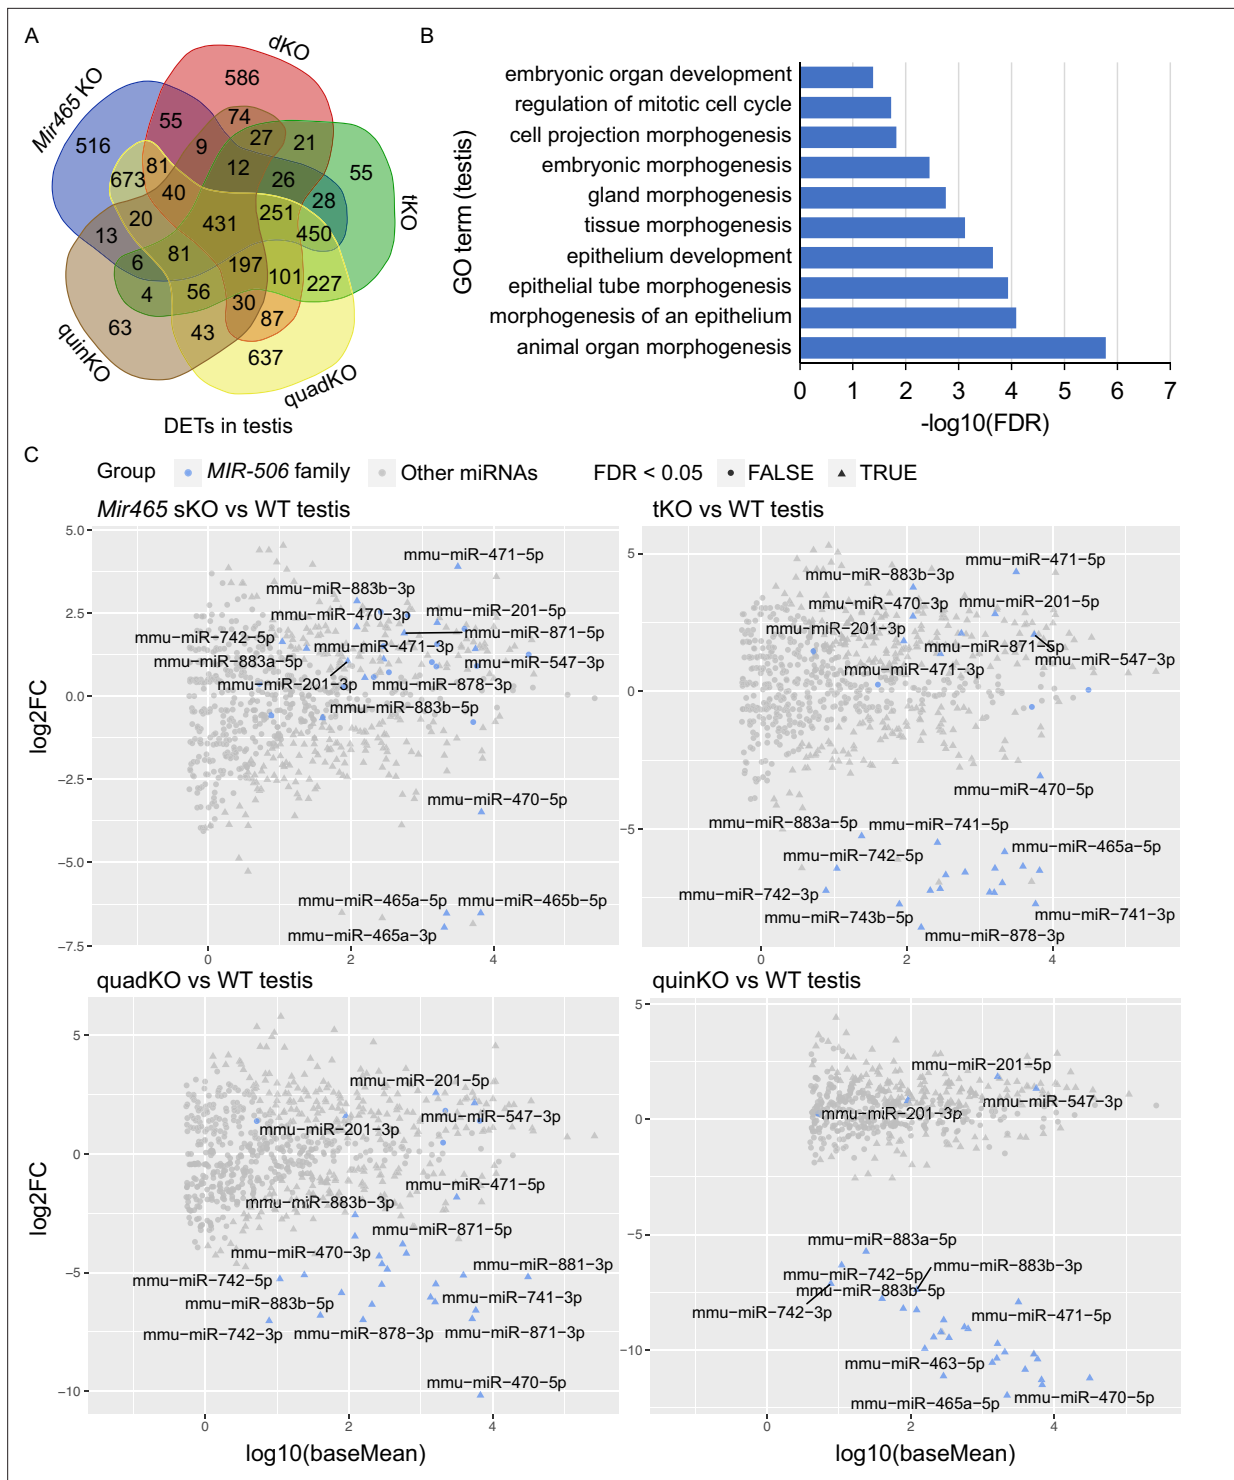 A
dKO
Mir465 KO
tKO
quinKO
quadKO
586
516
55
74
27
21
55
9
12
26
28
81
673
40
431
251
450
20
13
81
6
197
101
227
4
56
30
87
63
43
637
DETs in testis
B
GO term (testis)
embryonic organ development
regulation of mitotic cell cycle
cell projection morphogenesis
embryonic morphogenesis
gland morphogenesis
tissue morphogenesis
epithelium development
epithelial tube morphogenesis
morphogenesis of an epithelium
animal organ morphogenesis
0 1 2 3 4 5 6 7
-log10(FDR)
C
Group MIR-506 family Other miRNAs FDR < 0.05 FALSE TRUE
Mir465 sKO vs WT testis
log2FC
5.0
2.5
0.0
−2.5
−5.0
−7.5
mmu−miR−471−5p
mmu−miR−883b−3p
mmu−miR−470−3p
mmu−miR−201−5p
mmu−miR−742−5p
mmu−miR−871−5p
mmu−miR−471−3p
mmu−miR−883a−5p
mmu−miR−547−3p
mmu−miR−201−3p
mmu−miR−878−3p
mmu−miR−883b−5p
mmu−miR−470−5p
mmu−miR−465a−5p
mmu−miR−465b−5p
mmu−miR−465a−3p
0 2 4
tKO vs WT testis
5
0
−5
mmu−miR−471−5p
mmu−miR−883b−3p
mmu−miR−470−3p
mmu−miR−201−5p
mmu−miR−201−3p
mmu−miR−871−5p
mmu−miR−547−3p
mmu−miR−471−3p
mmu−miR−470−5p
mmu−miR−883a−5p
mmu−miR−741−5p
mmu−miR−742−5p
mmu−miR−465a−5p
mmu−miR−742−3p
mmu−miR−743b−5p
mmu−miR−741−3p
mmu−miR−878−3p
0 2 4
quadKO vs WT testis
log2FC
5
0
−5
−10
mmu−miR−201−5p
mmu−miR−547−3p
mmu−miR−201−3p
mmu−miR−471−5p
mmu−miR−883b−3p
mmu−miR−871−5p
mmu−miR−470−3p
mmu−miR−881−3p
mmu−miR−742−5p
mmu−miR−741−3p
mmu−miR−883b−5p
mmu−miR−742−3p
mmu−miR−878−3p
mmu−miR−871−3p
mmu−miR−470−5p
0 2 4
log10(baseMean)
quinKO vs WT testis
5
0
−5
−10
mmu−miR−201−5p
mmu−miR−547−3p
mmu−miR−201−3p
mmu−miR−883a−5p
mmu−miR−742−5p
mmu−miR−883b−3p
mmu−miR−883b−5p
mmu−miR−742−3p
mmu−miR−471−5p
mmu−miR−463−5p
mmu−miR−465a−5p
mmu−miR−470−5p
0 2 4
log10(baseMean)